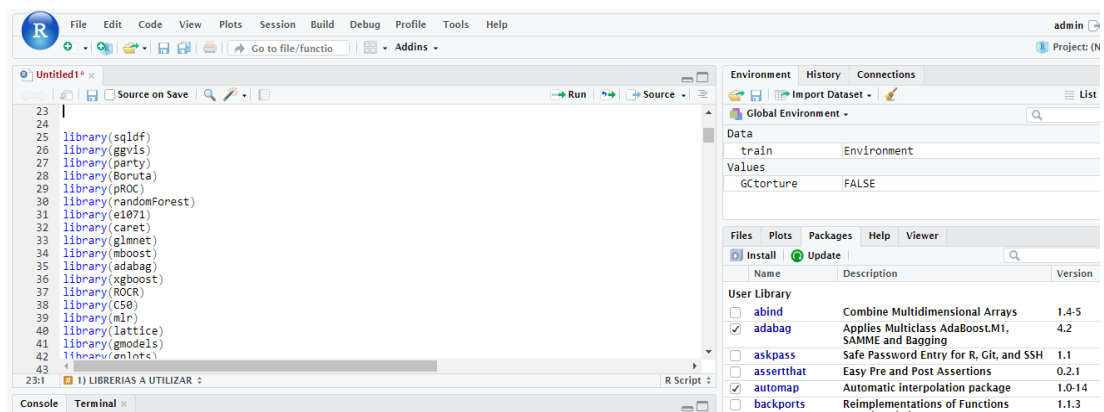 R File Edit Code View Plots Session Build Debug Profile Tools Help admin
Go to file/functio Addins Project: (N
Untitled1*
Source on Save Run Source
23
24
25 library(sqldf)
26 library(ggvis)
27 library(party)
28 library(Boruta)
29 library(pROC)
30 library(randomForest)
31 library(e1071)
32 library(caret)
33 library(glmnet)
34 library(mboost)
35 library(adabag)
36 library(xgboost)
37 library(ROCR)
38 library(C50)
39 library(mlr)
40 library(lattice)
41 library(gmodels)
42 library(gplots)
43
23:1 1) LIBRERIAS A UTILIZAR R Script
Console Terminal
Environment History Connections
Import Dataset List
Global Environment
Data
train Environment
Values
GCtorture FALSE
Files Plots Packages Help Viewer
Install Update
Name Description Version
User Library
abind Combine Multidimensional Arrays 1.4-5
adabag Applies Multiclass AdaBoost.M1, 4.2
SAMME and Bagging
askpass Safe Password Entry for R, Git, and SSH 1.1
assertthat Easy Pre and Post Assertions 0.2.1
automap Automatic interpolation package 1.0-14
backports Reimplementations of Functions 1.1.3